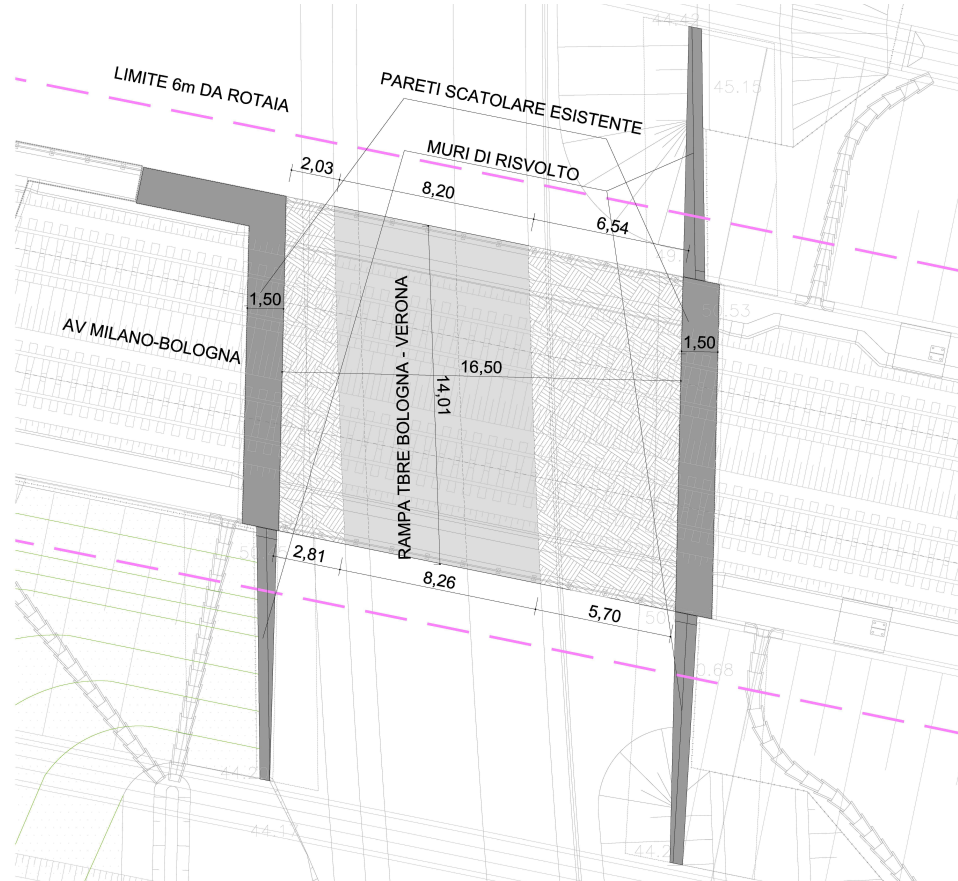 44.42
LIMITE 6m DA ROTAIA
PARETI SCATOLARE ESISTENTE
45.15
MURI DI RISVOLTO
2,03
8,20
6,54
1,50
AV MILANO-BOLOGNA
1,50
16,50
14,01
RAMPA TBRE BOLOGNA - VERONA
2,81
8,26
5,70